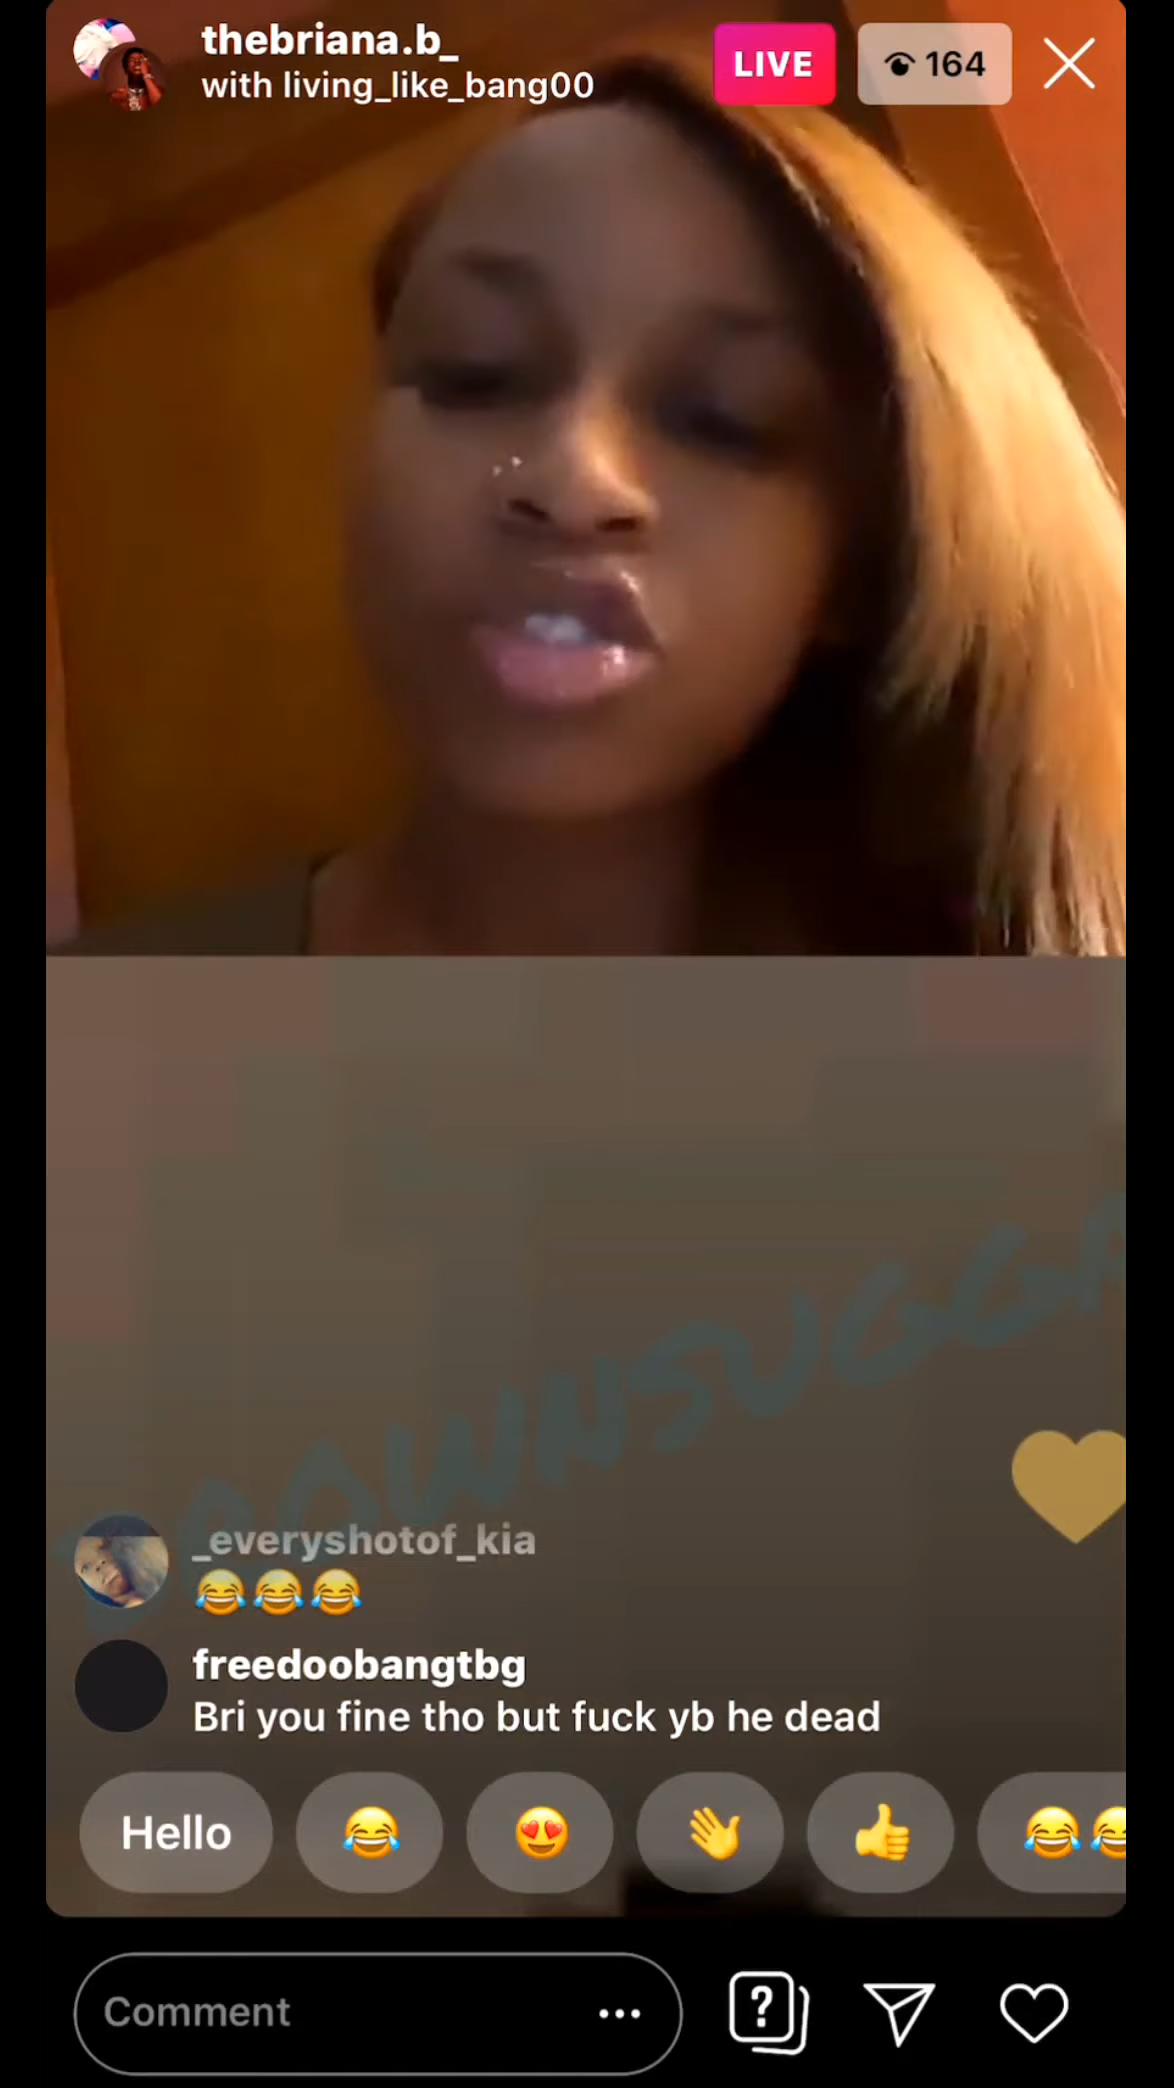 thebriana.b_
with living_like_bang00
LIVE
164
_everyshotof_kia
😂😂😂
freedoobangtbg
Bri you fine tho but fuck yb he dead
Hello
Comment